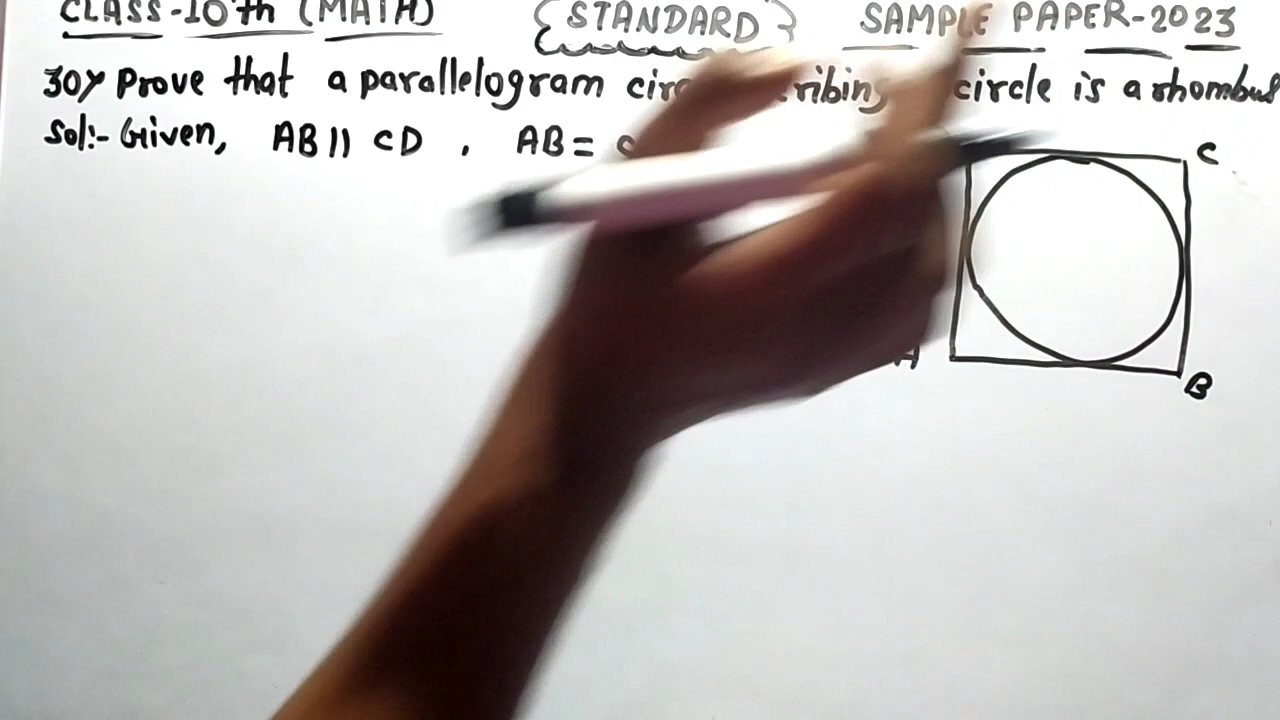 CLASS-10th (MATH) {STANDARD} SAMPLE PAPER-2023
30> Prove that a parallelogram circle is a rhombus
Sol:- Given, AB || CD , AB =
C
A
B